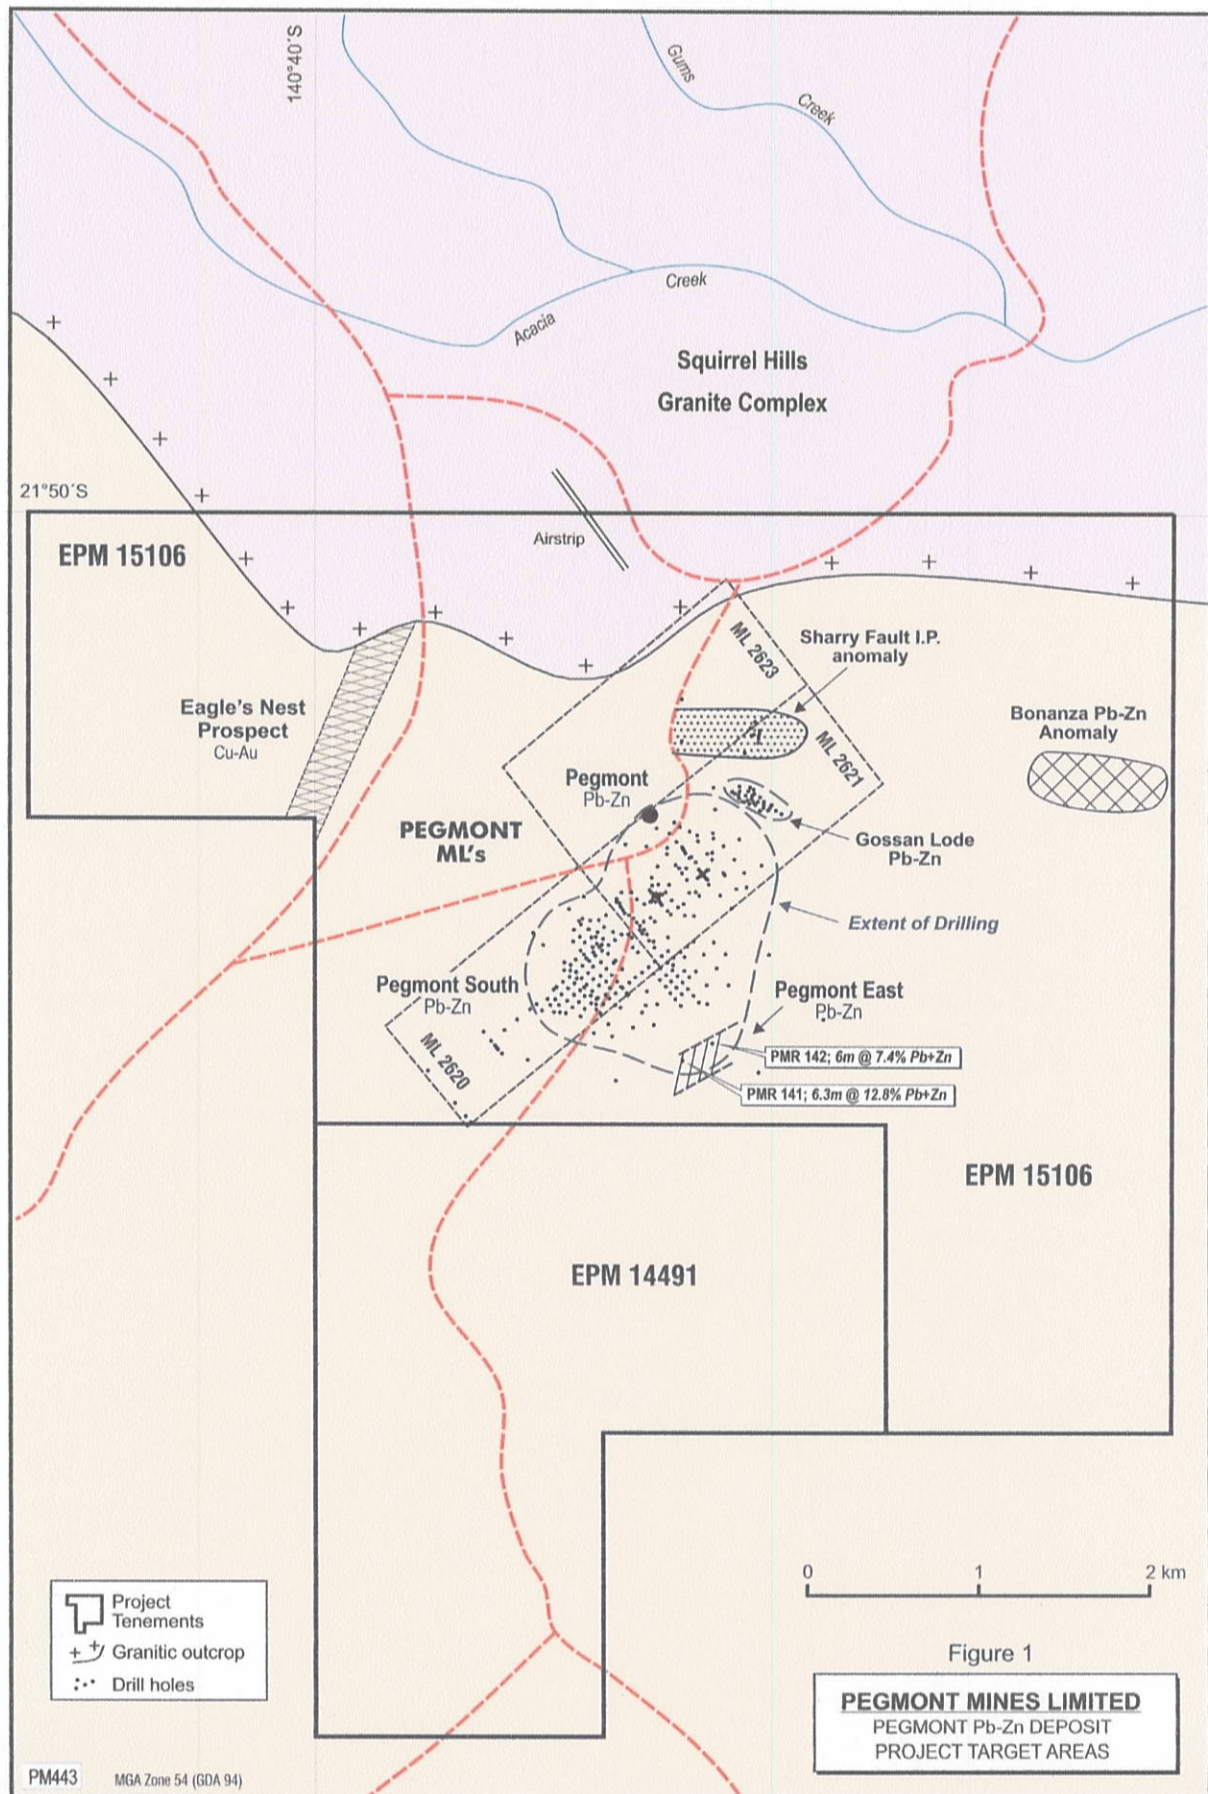 140°40´S
Gums
Creek
Creek
Acacia
Squirrel Hills
Granite Complex
21°50´S
EPM 15106
Airstrip
ML 2623
Sharry Fault I.P.
anomaly
Eagle's Nest
Prospect
Cu-Au
Bonanza Pb-Zn
Anomaly
ML 2621
Pegmont
Pb-Zn
PEGMONT
ML's
Gossan Lode
Pb-Zn
Extent of Drilling
Pegmont South
Pb-Zn
Pegmont East
Pb-Zn
ML 2620
PMR 142; 6m @ 7.4% Pb+Zn
PMR 141; 6.3m @ 12.8% Pb+Zn
EPM 15106
EPM 14491
0 1 2 km
Project
Tenements
Granitic outcrop
Drill holes
Figure 1
PEGMONT MINES LIMITED
PEGMONT Pb-Zn DEPOSIT
PROJECT TARGET AREAS
PM443
MGA Zone 54 (GDA 94)